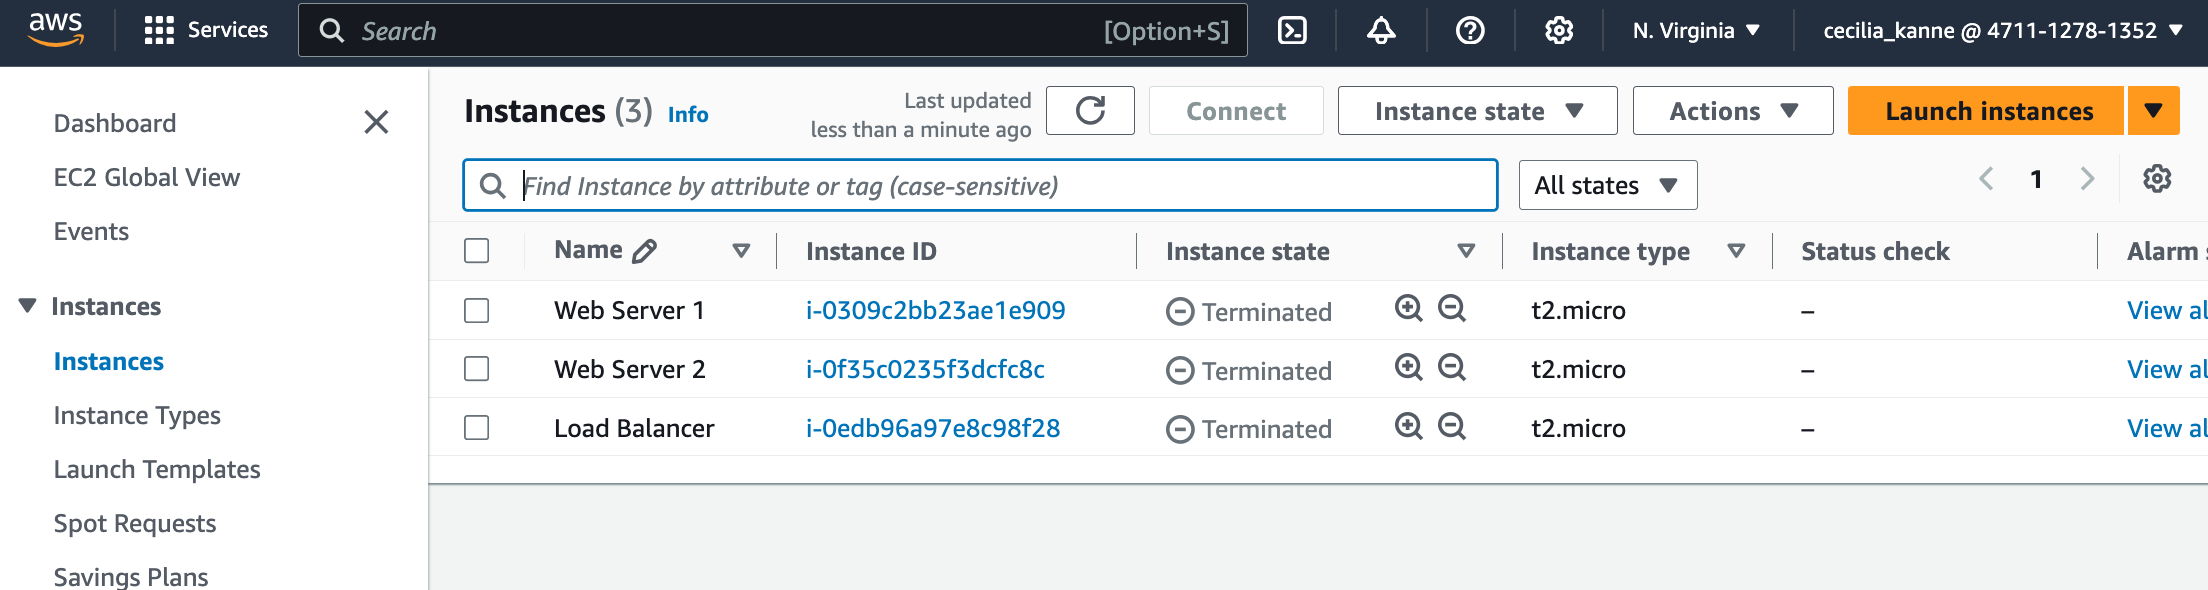 aws
Services
Search
[Option+S]
N. Virginia
cecilia_kanne @ 4711-1278-1352
Dashboard
EC2 Global View
Events
Instances
Instances
Instance Types
Launch Templates
Spot Requests
Savings Plans
Instances (3) Info
Last updated
less than a minute ago
Connect
Instance state
Actions
Launch instances
Find Instance by attribute or tag (case-sensitive)
All states
1
Name Instance ID Instance state Instance type Status check Alarm s
Web Server 1 i-0309c2bb23ae1e909 Terminated t2.micro – View al
Web Server 2 i-0f35c0235f3dcfc8c Terminated t2.micro – View al
Load Balancer i-0edb96a97e8c98f28 Terminated t2.micro – View al